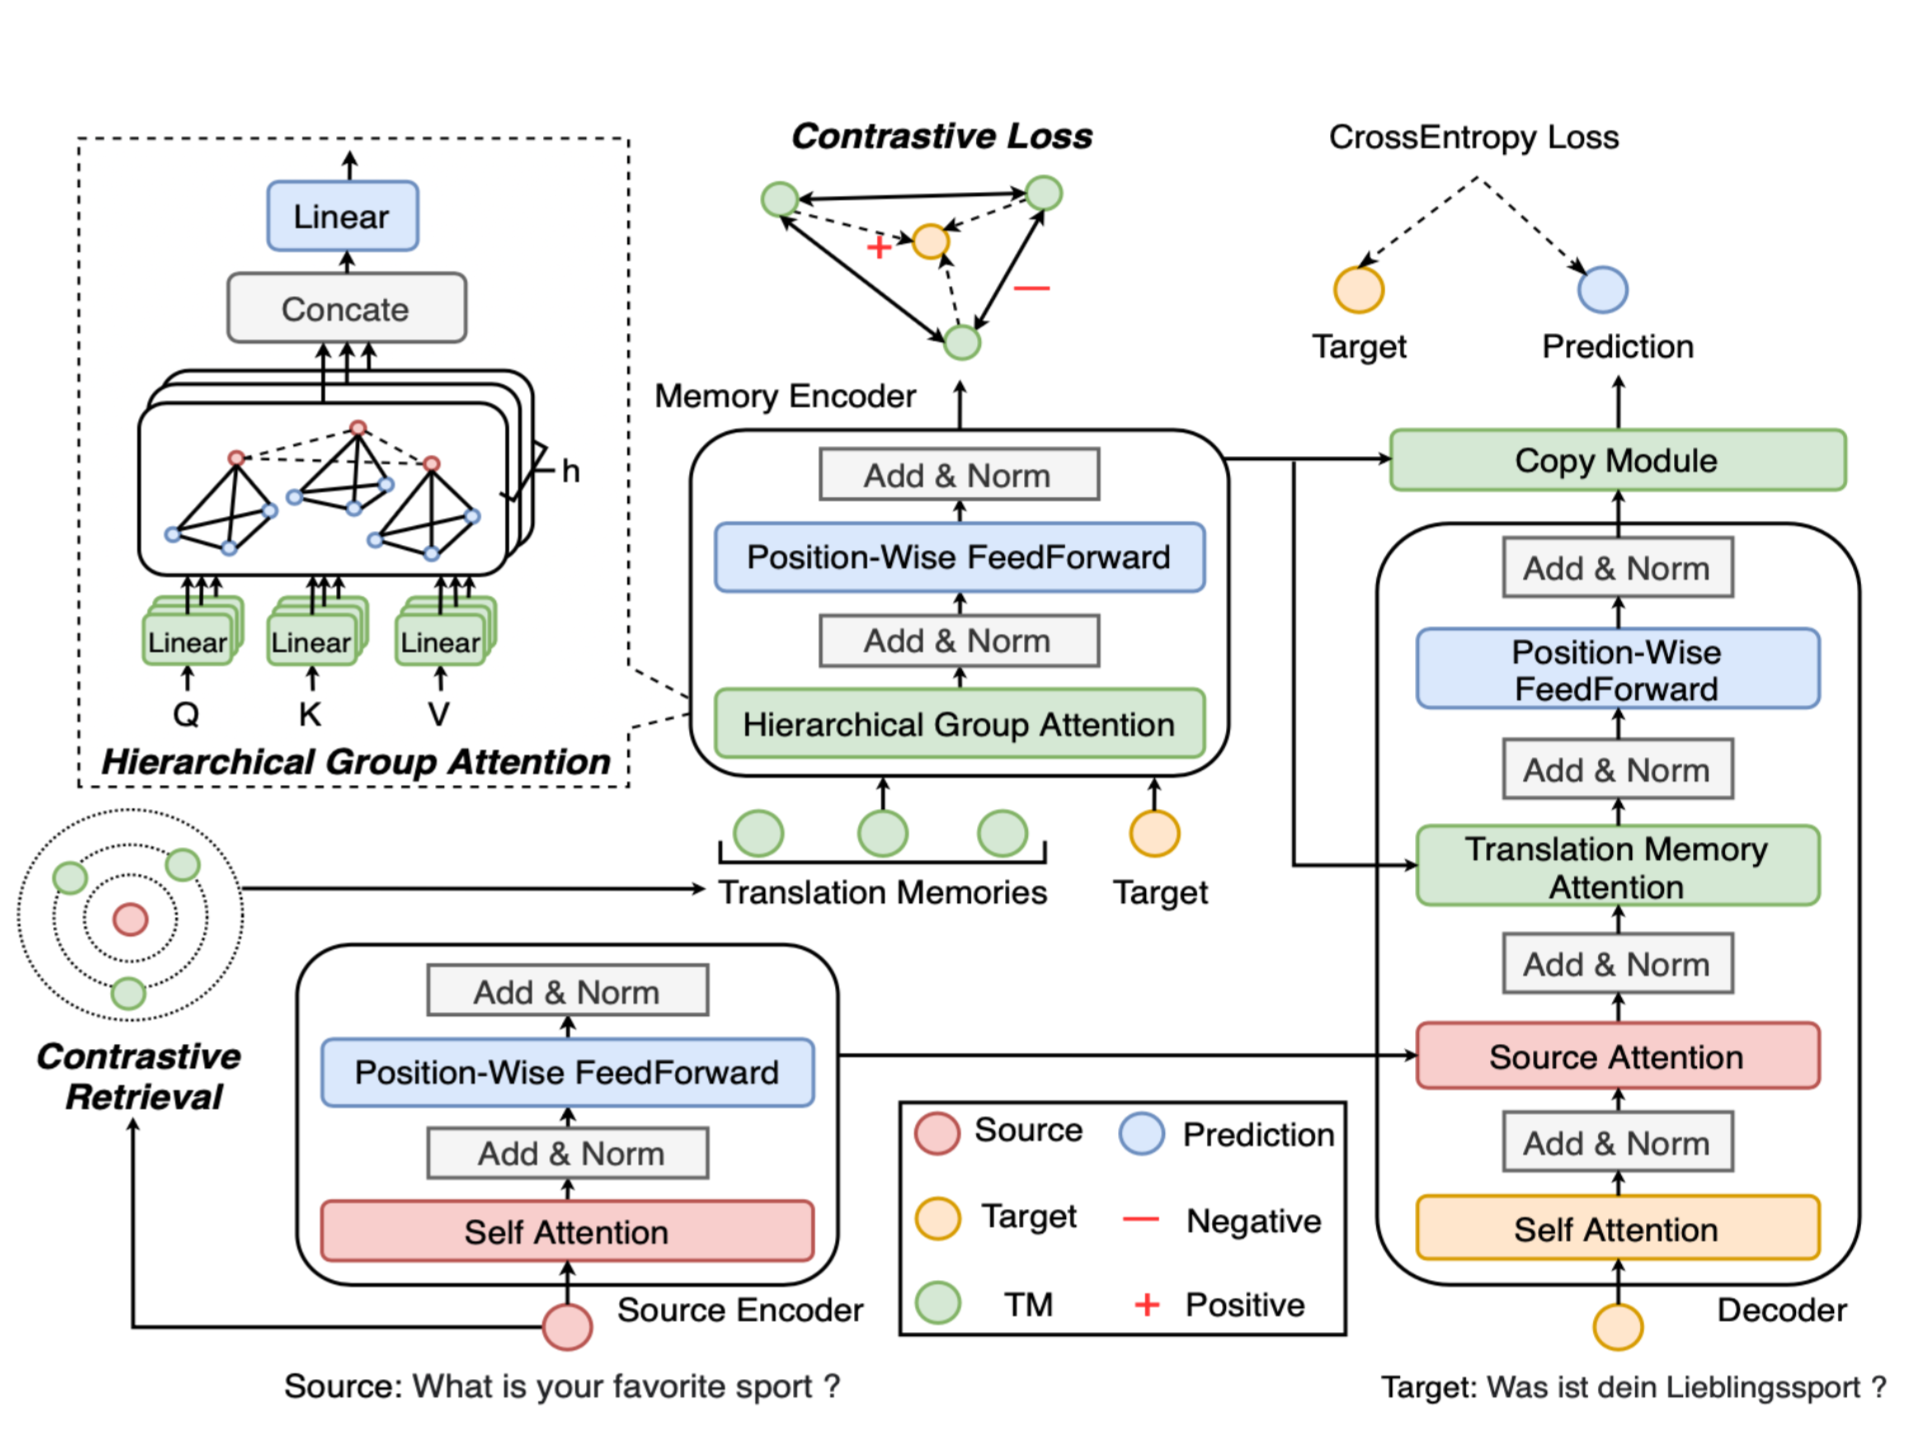 Linear
Concate
h
Linear
Linear
Linear
Q
K
V
Hierarchical Group Attention
Contrastive Loss
+
—
Memory Encoder
Add & Norm
Position-Wise FeedForward
Add & Norm
Hierarchical Group Attention
Translation Memories
Target
CrossEntropy Loss
Target
Prediction
Copy Module
Add & Norm
Position-Wise
FeedForward
Add & Norm
Translation Memory
Attention
Add & Norm
Source Attention
Add & Norm
Self Attention
Decoder
Target: Was ist dein Lieblingssport ?
Contrastive
Retrieval
Add & Norm
Position-Wise FeedForward
Add & Norm
Self Attention
Source Encoder
Source: What is your favorite sport ?
Source
Prediction
Target
— Negative
TM
+ Positive